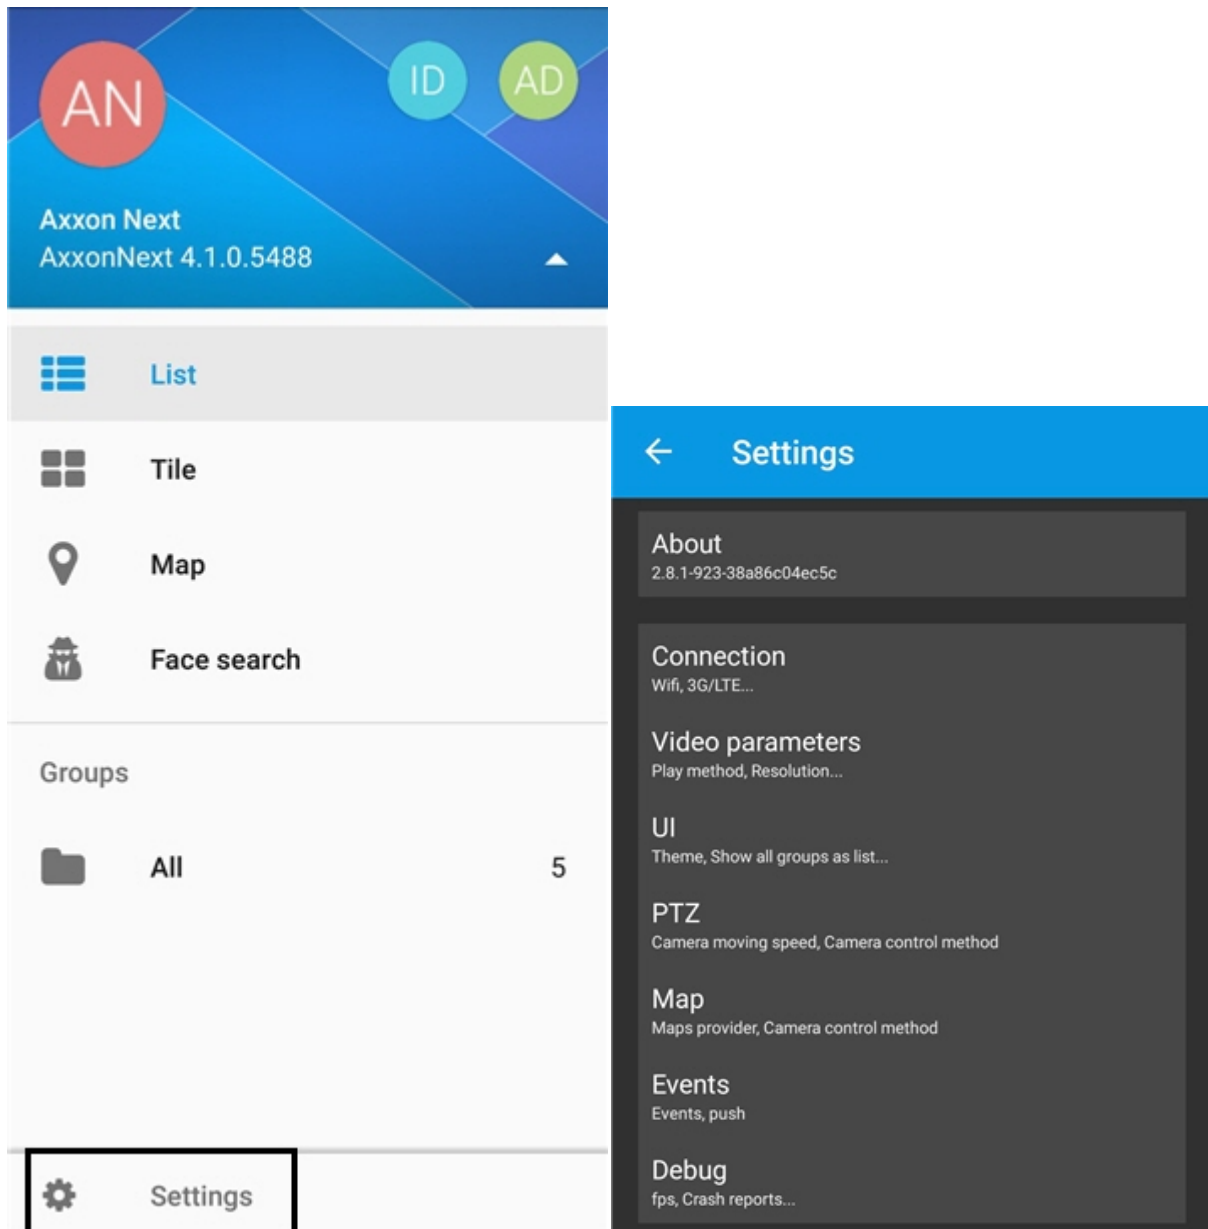 AN
ID
AD
Axxon Next
AxxonNext 4.1.0.5488
List
Tile
Map
Face search
Groups
All 5
Settings
Settings
About
2.8.1-923-38a86c04ec5c
Connection
Wifi, 3G/LTE...
Video parameters
Play method, Resolution...
UI
Theme, Show all groups as list...
PTZ
Camera moving speed, Camera control method
Map
Maps provider, Camera control method
Events
Events, push
Debug
fps, Crash reports...